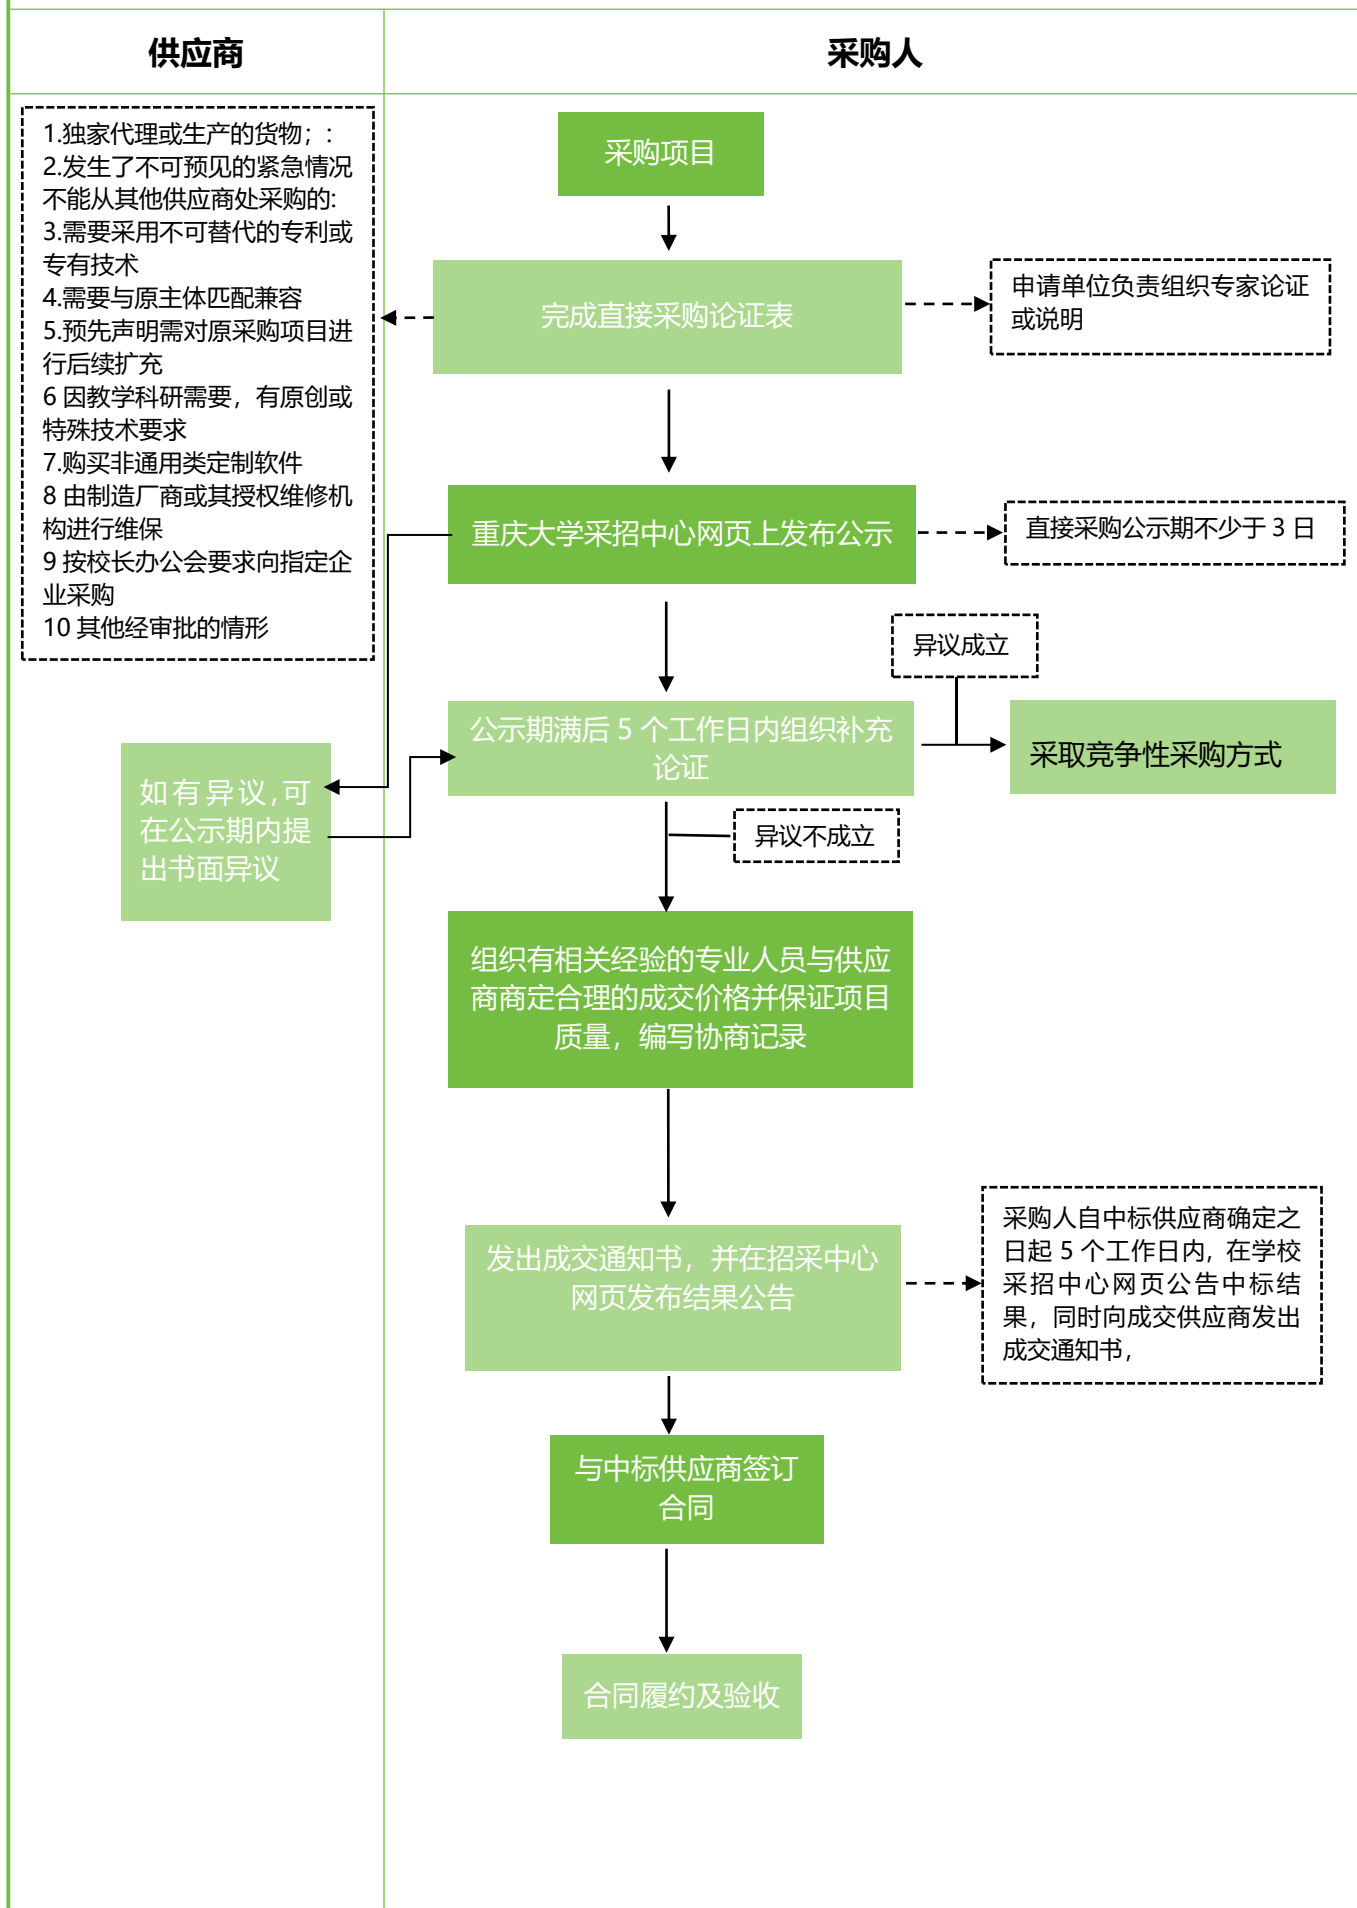 供应商
采购人
1.独家代理或生产的货物；：
2.发生了不可预见的紧急情况
不能从其他供应商处采购的:
3.需要采用不可替代的专利或
专有技术
4.需要与原主体匹配兼容
5.预先声明需对原采购项目进
行后续扩充
6 因教学科研需要，有原创或
特殊技术要求
7.购买非通用类定制软件
8 由制造厂商或其授权维修机
构进行维保
9 按校长办公会要求向指定企
业采购
10 其他经审批的情形
采购项目
完成直接采购论证表
申请单位负责组织专家论证
或说明
重庆大学采招中心网页上发布公示
直接采购公示期不少于 3 日
异议成立
公示期满后 5 个工作日内组织补充
论证
采取竞争性采购方式
如有异议,可
在公示期内提
出书面异议
异议不成立
组织有相关经验的专业人员与供应
商商定合理的成交价格并保证项目
质量，编写协商记录
发出成交通知书，并在招采中心
网页发布结果公告
采购人自中标供应商确定之
日起 5 个工作日内，在学校
采招中心网页公告中标结
果，同时向成交供应商发出
成交通知书，
与中标供应商签订
合同
合同履约及验收